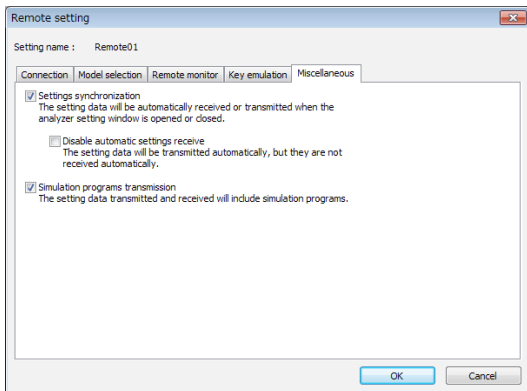 Remote setting
Setting name :    Remote01
Connection Model selection Remote monitor Key emulation Miscellaneous
Settings synchronization
The setting data will be automatically received or transmitted when the
analyzer setting window is opened or closed.
Disable automatic settings receive
The setting data will be transmitted automatically, but they are not
received automatically.
Simulation programs transmission
The setting data transmitted and received will include simulation programs.
OK Cancel